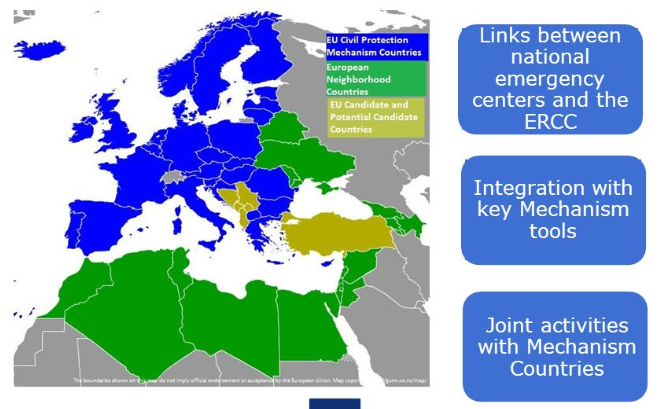 EU Civil Protection
Mechanism Countries
European
Neighborhood
Countries
EU Candidate and
Potential Candidate
Countries
The boundaries shown on this map do not imply official endorsement or acceptance by the European Union. Map
Links between
national
emergency
centers and the
ERCC
Integration with
key Mechanism
tools
Joint activities
with Mechanism
Countries